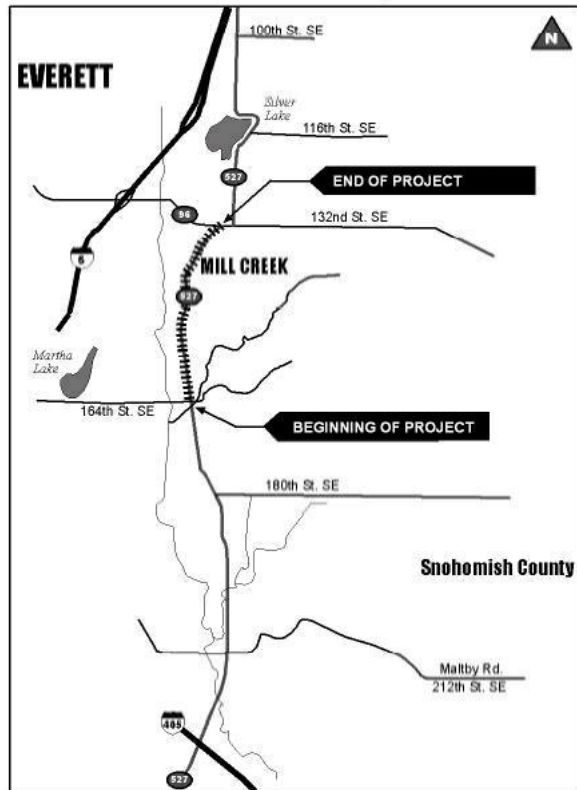 100th St. SE
N
EVERETT
Silver
Lake
116th St. SE
527
END OF PROJECT
96
132nd St. SE
5
MILL CREEK
527
Martha
Lake
164th St. SE
BEGINNING OF PROJECT
180th St. SE
Snohomish County
Maltby Rd.
212th St. SE
405
527